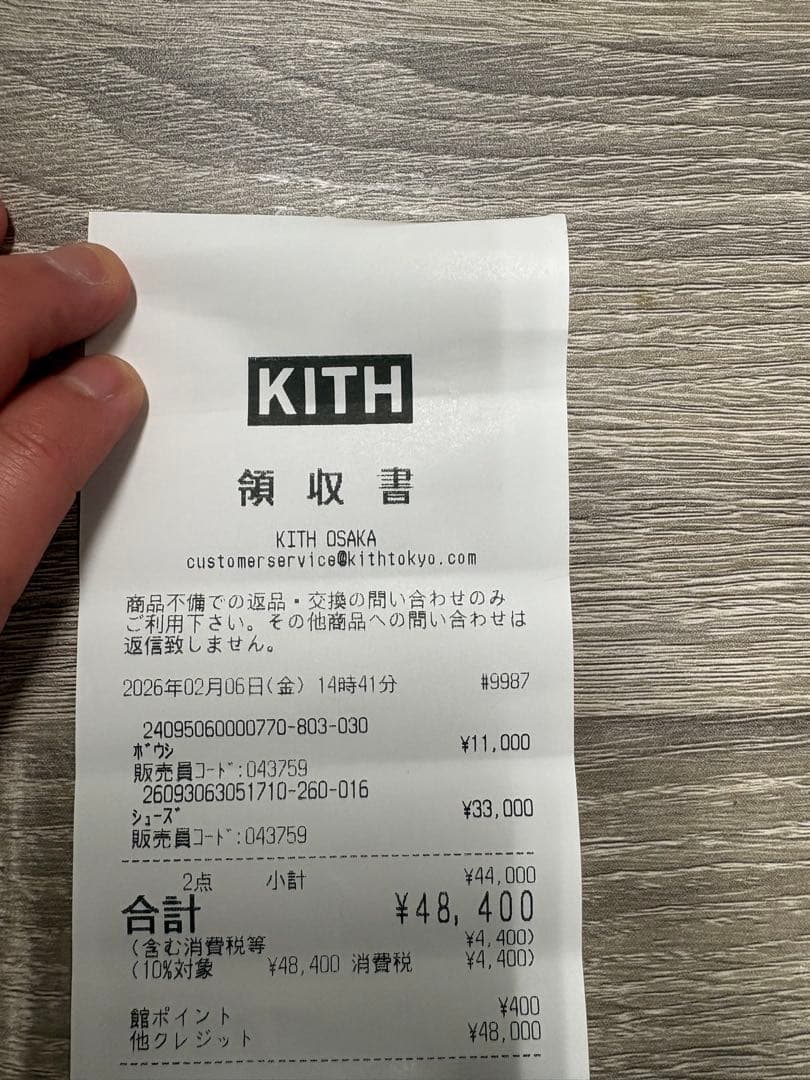 KITH
領収書
KITH OSAKA
customerservice@kithtokyo.com
商品不備での返品・交換の問い合わせのみ
ご利用下さい。その他商品への問い合わせは
返信致しません。
2026年02月06日(金) 14時41分 #9987
24095060000770-803-030
ﾎﾞｳｼ ¥11,000
販売員ｺｰﾄﾞ:043759
26093063051710-260-016
ｼｭｰｽﾞ ¥33,000
販売員ｺｰﾄﾞ:043759
2点 小計 ¥44,000
合計 ¥48,400
(含む消費税等 ¥4,400)
(10%対象 ¥48,400 消費税 ¥4,400)
館ポイント ¥400
他クレジット ¥48,000